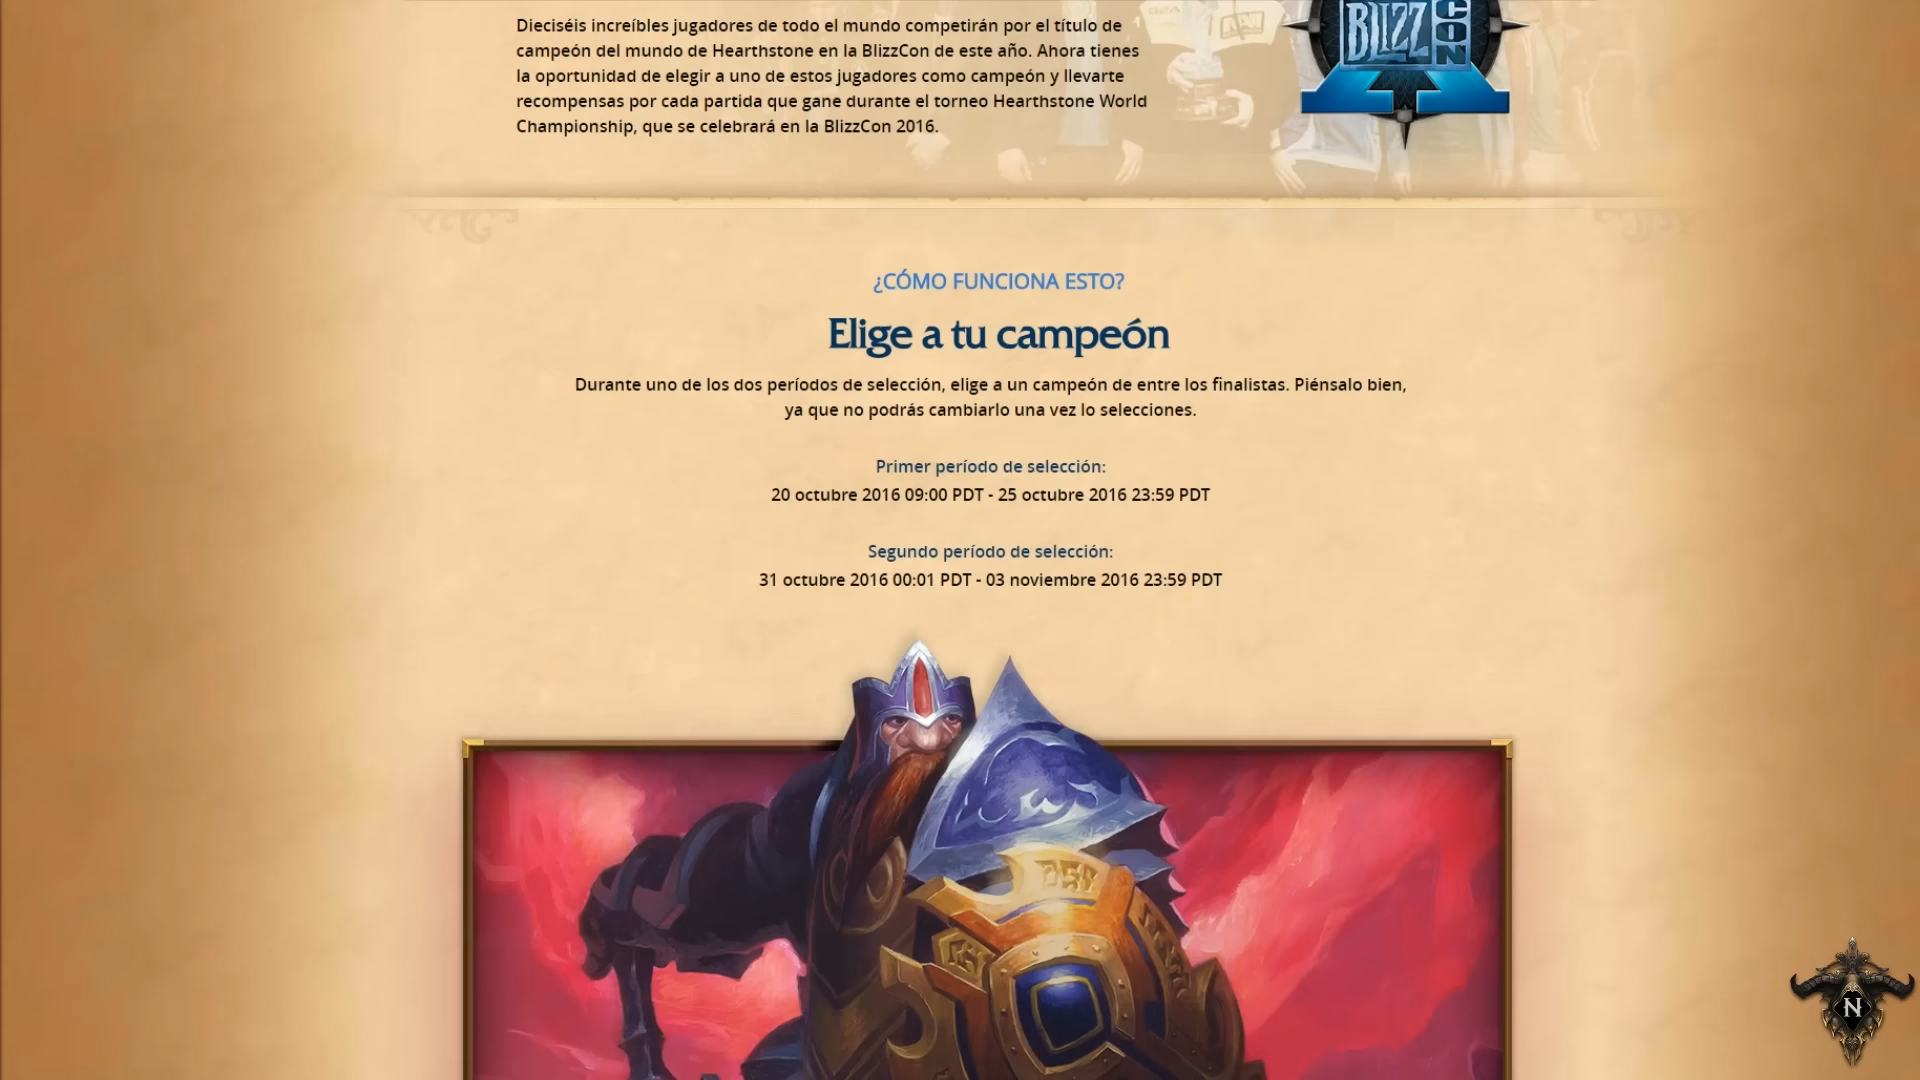 Dieciséis increíbles jugadores de todo el mundo competirán por el título de
campeón del mundo de Hearthstone en la BlizzCon de este año. Ahora tienes
la oportunidad de elegir a uno de estos jugadores como campeón y llevarte
recompensas por cada partida que gane durante el torneo Hearthstone World
Championship, que se celebrará en la BlizzCon 2016.
BLIZZ
CON
¿CÓMO FUNCIONA ESTO?
Elige a tu campeón
Durante uno de los dos períodos de selección, elige a un campeón de entre los finalistas. Piénsalo bien,
ya que no podrás cambiarlo una vez lo selecciones.
Primer período de selección:
20 octubre 2016 09:00 PDT - 25 octubre 2016 23:59 PDT
Segundo período de selección:
31 octubre 2016 00:01 PDT - 03 noviembre 2016 23:59 PDT
N